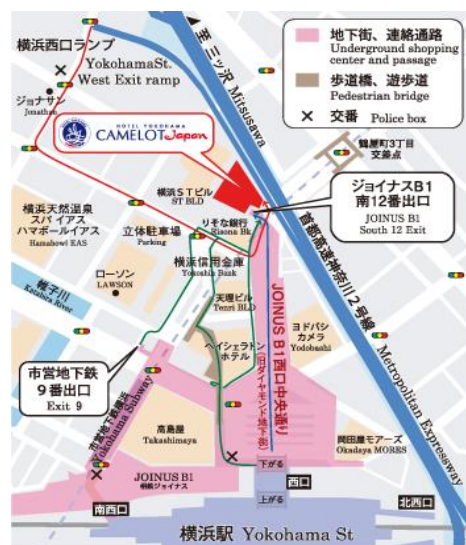 横浜西口ランプ
YokohamaSt.
West Exit ramp
ジョナサン
Jonathan
至三ツ沢 Mitsusawa
地下街、連絡通路
Underground shopping
center and passage
歩道橋、遊歩道
Pedestrian bridge
交番 Police box
HOTEL YOKOHAMA
CAMELOT Japan
鶴屋町3丁目
交差点
横浜STビル
ST BLD
ジョイナスB1
南12番出口
JOINUS B1
South 12 Exit
横浜天然温泉
スパ イアス
ハマボールイアス
Hamabowl EAS
立体駐車場
Parking
りそな銀行
Risona Bk
横浜信用金庫
Yokoshin Bank
首都高速神奈川2号線
Metropolitan Expressway
ローソン
LAWSON
帷子川
Katabira River
天理ビル
Tenri BLD
ヨドバシ
カメラ
Yodobashi
ベイシェラトン
ホテル
JOINUS B1 西口中央通り
(旧ダイヤモンド地下街)
市営地下鉄
9番出口
Exit 9
市営地下鉄横浜
Yokohama Subway
高島屋
Takashimaya
岡田屋モアーズ
Okadaya MORES
JOINUS B1
相鉄ジョイナス
下がる
西口
上がる
南西口
北西口
横浜駅 Yokohama St